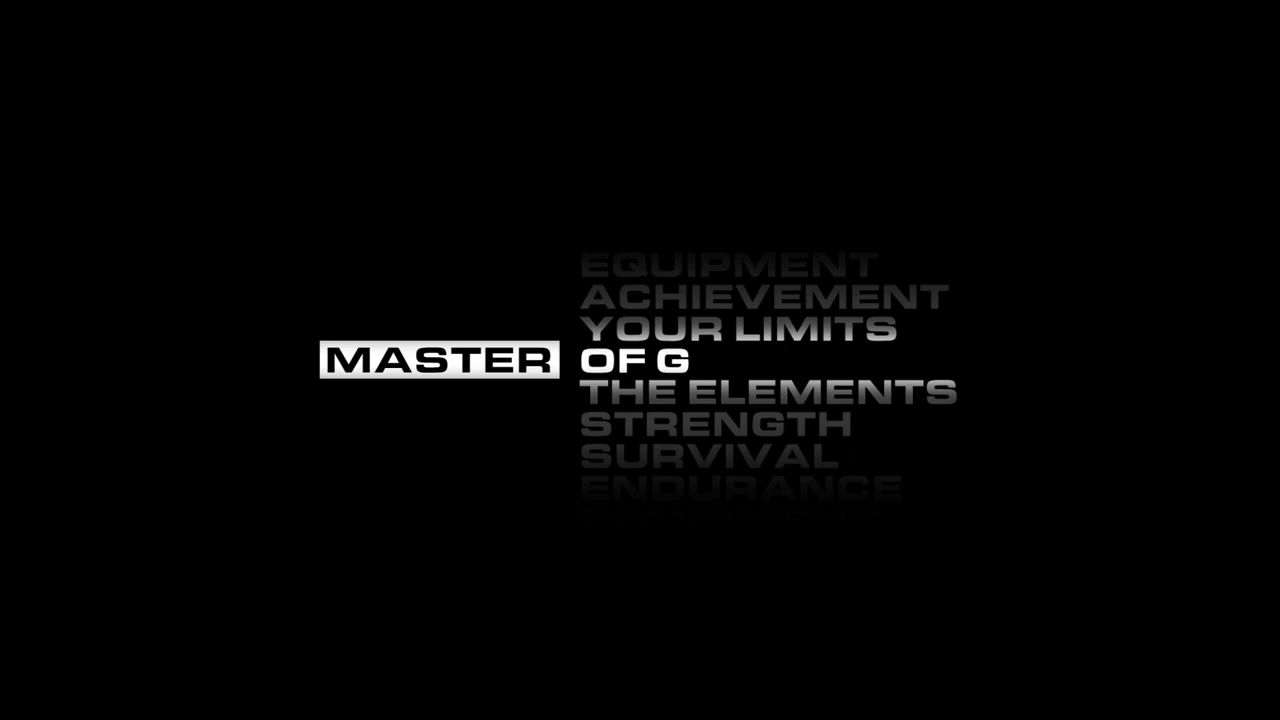 EQUIPMENT
ACHIEVEMENT
YOUR LIMITS
MASTER OF G
THE ELEMENTS
STRENGTH
SURVIVAL
ENDURANCE